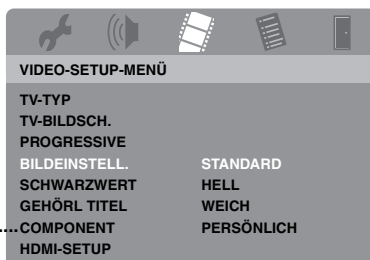 VIDEO-SETUP-MENÜ
TV-TYP
TV-BILDSCH.
PROGRESSIVE
BILDEINSTELL. STANDARD
SCHWARZWERT HELL
GEHÖRL TITEL WEICH
....COMPONENT PERSÖNLICH
HDMI-SETUP